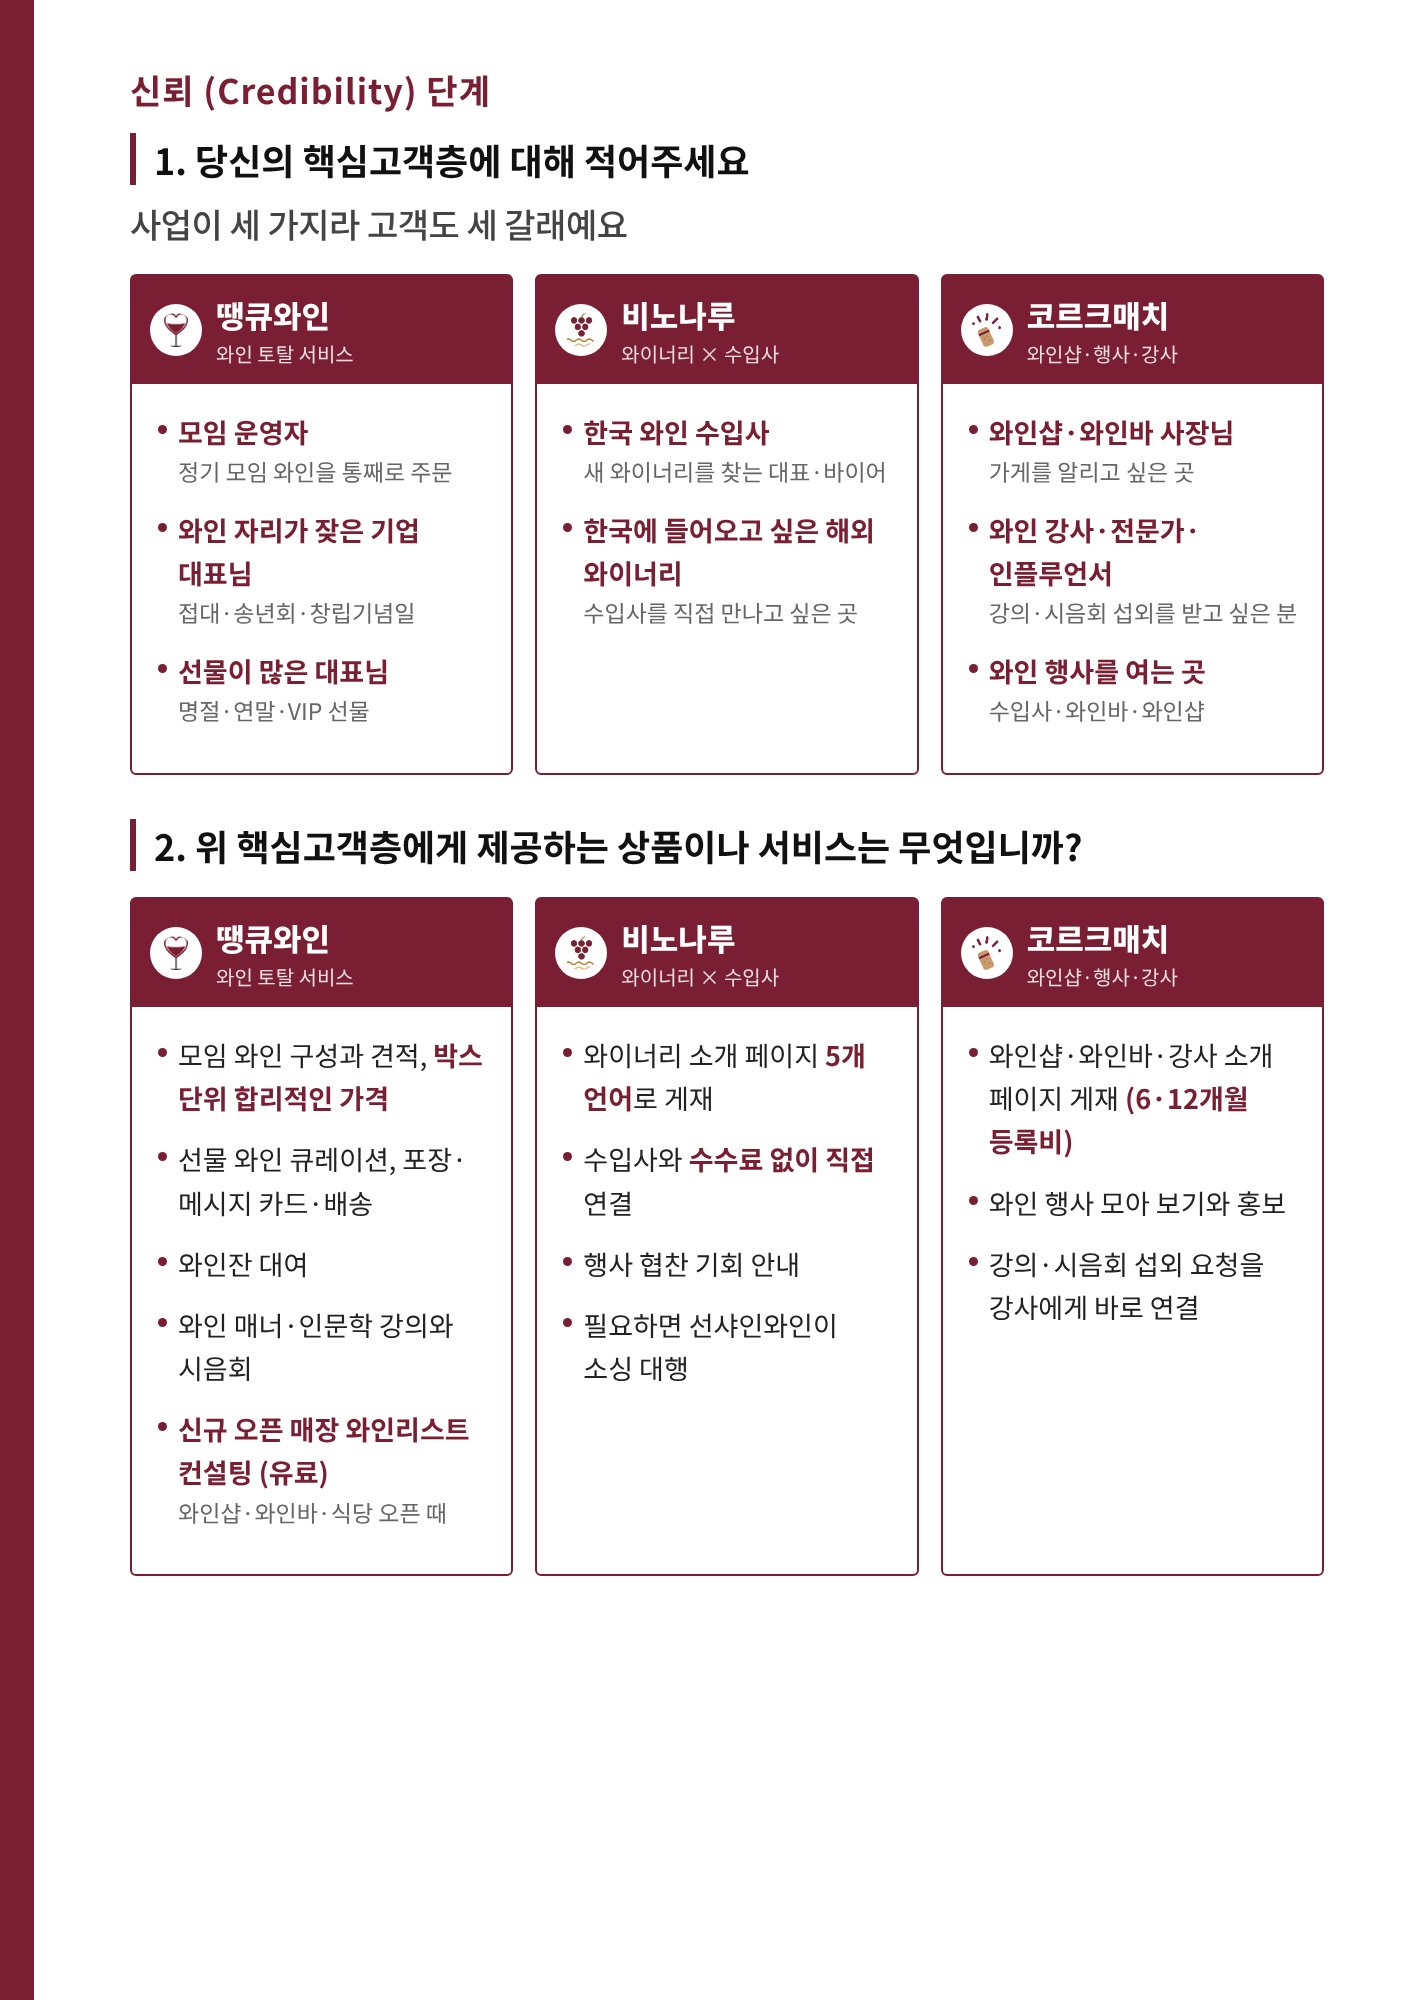 신뢰 (Credibility) 단계
1. 당신의 핵심고객층에 대해 적어주세요
사업이 세 가지라 고객도 세 갈래예요
땡큐와인
와인 토탈 서비스
• 모임 운영자
정기 모임 와인을 통째로 주문
• 와인 자리가 잦은 기업
대표님
접대·송년회·창립기념일
• 선물이 많은 대표님
명절·연말·VIP 선물
비노나루
와이너리 × 수입사
• 한국 와인 수입사
새 와이너리를 찾는 대표·바이어
• 한국에 들어오고 싶은 해외
와이너리
수입사를 직접 만나고 싶은 곳
코르크매치
와인샵·행사·강사
• 와인샵·와인바 사장님
가게를 알리고 싶은 곳
• 와인 강사·전문가·
인플루언서
강의·시음회 섭외를 받고 싶은 분
• 와인 행사를 여는 곳
수입사·와인바·와인샵
2. 위 핵심고객층에게 제공하는 상품이나 서비스는 무엇입니까?
땡큐와인
와인 토탈 서비스
• 모임 와인 구성과 견적, 박스
단위 합리적인 가격
• 선물 와인 큐레이션, 포장·
메시지 카드·배송
• 와인잔 대여
• 와인 매너·인문학 강의와
시음회
• 신규 오픈 매장 와인리스트
컨설팅 (유료)
와인샵·와인바·식당 오픈 때
비노나루
와이너리 × 수입사
• 와이너리 소개 페이지 5개
언어로 게재
• 수입사와 수수료 없이 직접
연결
• 행사 협찬 기회 안내
• 필요하면 선샤인와인이
소싱 대행
코르크매치
와인샵·행사·강사
• 와인샵·와인바·강사 소개
페이지 게재 (6·12개월
등록비)
• 와인 행사 모아 보기와 홍보
• 강의·시음회 섭외 요청을
강사에게 바로 연결